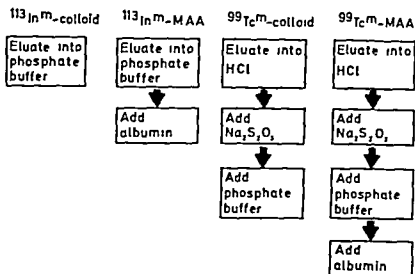 ¹¹³Inᵐ-colloid
Eluate into
phosphate
buffer
¹¹³Inᵐ-MAA
Eluate into
phosphate
buffer
Add
albumin
⁹⁹Tcᵐ-colloid
Eluate into
HCl
Add
Na₂S₂O₃
Add
phosphate
buffer
⁹⁹Tcᵐ-MAA
Eluate into
HCl
Add
Na₂S₂O₃
Add
phosphate
buffer
Add
albumin